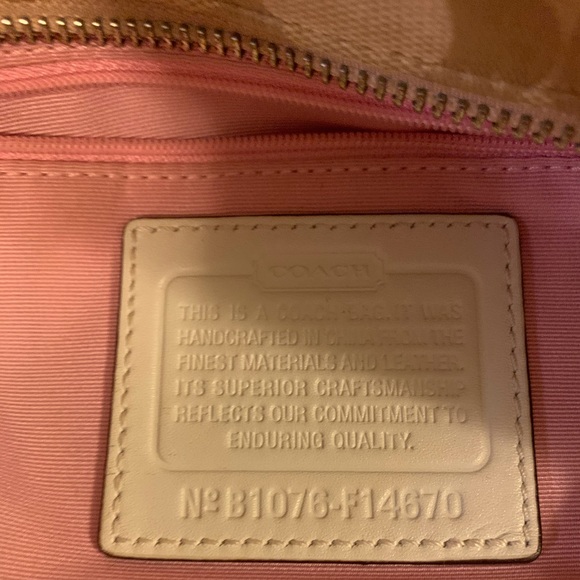 COACH
THIS IS A COACH BAG. IT WAS
HANDCRAFTED IN CHINA FROM THE
FINEST MATERIALS AND LEATHER.
ITS SUPERIOR CRAFTSMANSHIP
REFLECTS OUR COMMITMENT TO
ENDURING QUALITY.
Nº B1076-F14670